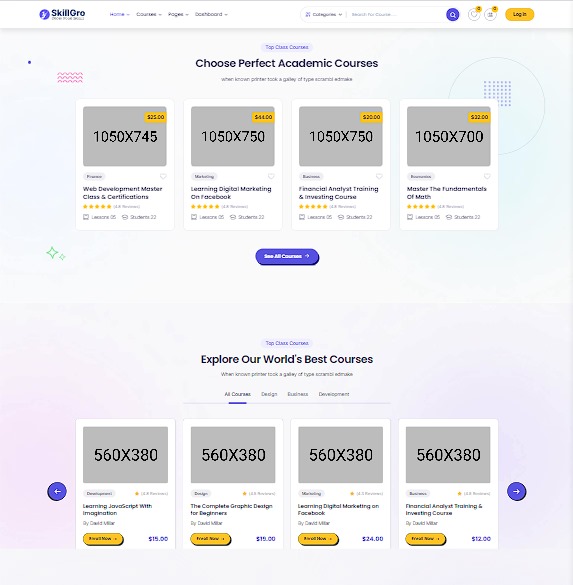 SkillGro
Home Courses Pages Dashboard Categories Search For Course . . . 0 0 Log in
Top Class Courses
Choose Perfect Academic Courses
when known printer took a galley of type scrambl edmake
$25.00 $44.00 $20.00 $32.00
1050X745 1050X750 1050X750 1050X700
Finance Marketing Business Economics
Web Development Master Learning Digital Marketing Financial Analyst Training Master The Fundamentals
Class & Certifications On Facebook & Investing Course Of Math
(4.8 Reviews) (4.8 Reviews) (4.8 Reviews) (4.8 Reviews)
Lessons 05 Students 22 Lessons 05 Students 22 Lessons 05 Students 22 Lessons 05 Students 22
See All Courses →
Top Class Courses
Explore Our World's Best Courses
When known printer took a galley of type scrambl edmake
All Courses Design Business Development
560X380 560X380 560X380 560X380
Development (4.8 Reviews) Design (4.8 Reviews) Marketing (4.8 Reviews) Business (4.8 Reviews)
Learning JavaScript With The Complete Graphic Design Learning Digital Marketing on Financial Analyst Training &
Imagination for Beginners Facebook Investing Course
By David Millar By David Millar By David Millar By David Millar
Enroll Now → $15.00 Enroll Now → $19.00 Enroll Now → $24.00 Enroll Now → $12.00